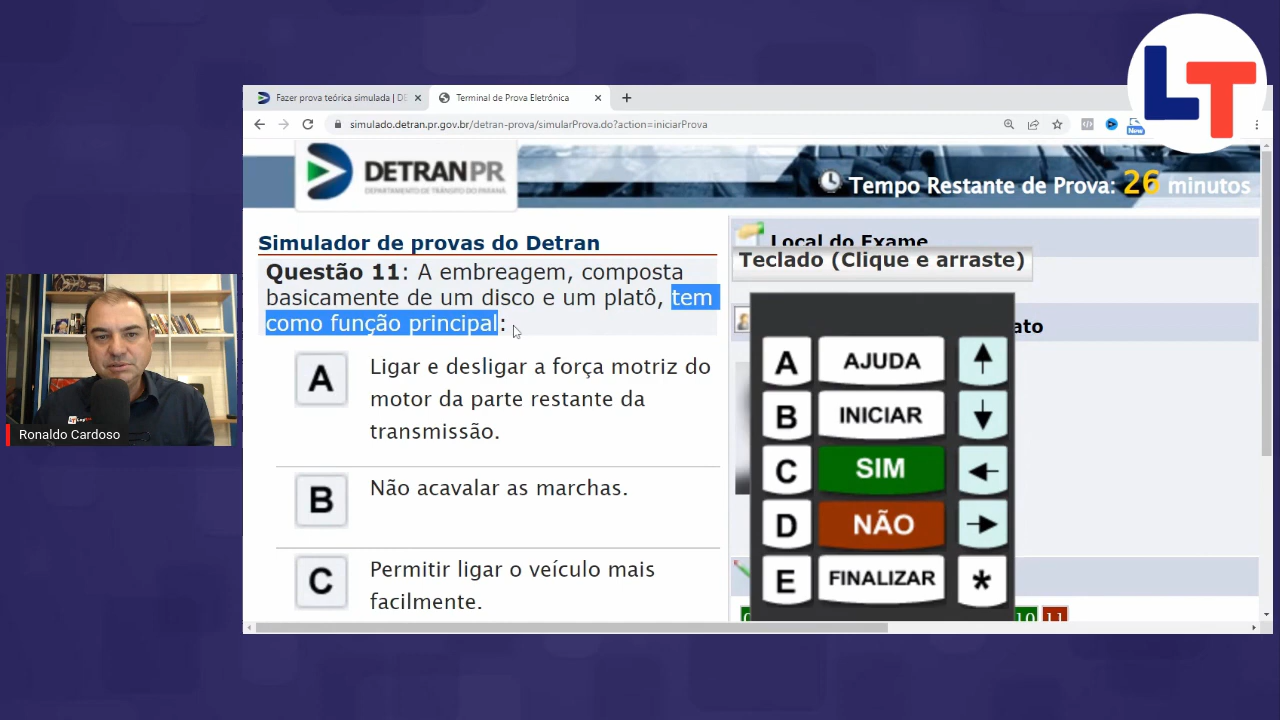 LT
Fazer prova teórica simulada | DE
Terminal de Prova Eletrônica
simulado.detran.pr.gov.br/detran-prova/simularProva.do?action=iniciarProva
New
DETRAN PR
DEPARTAMENTO DE TRÂNSITO DO PARANÁ
Tempo Restante de Prova: 26 minutos
Simulador de provas do Detran
Local do Exame
Teclado (Clique e arraste)
Questão 11: A embreagem, composta
basicamente de um disco e um platô, tem
como função principal:
A
Ligar e desligar a força motriz do
motor da parte restante da
transmissão.
B
Não acavalar as marchas.
C
Permitir ligar o veículo mais
facilmente.
ato
A AJUDA
B INICIAR
C SIM
D NÃO
E FINALIZAR *
10 11
Ronaldo Cardoso